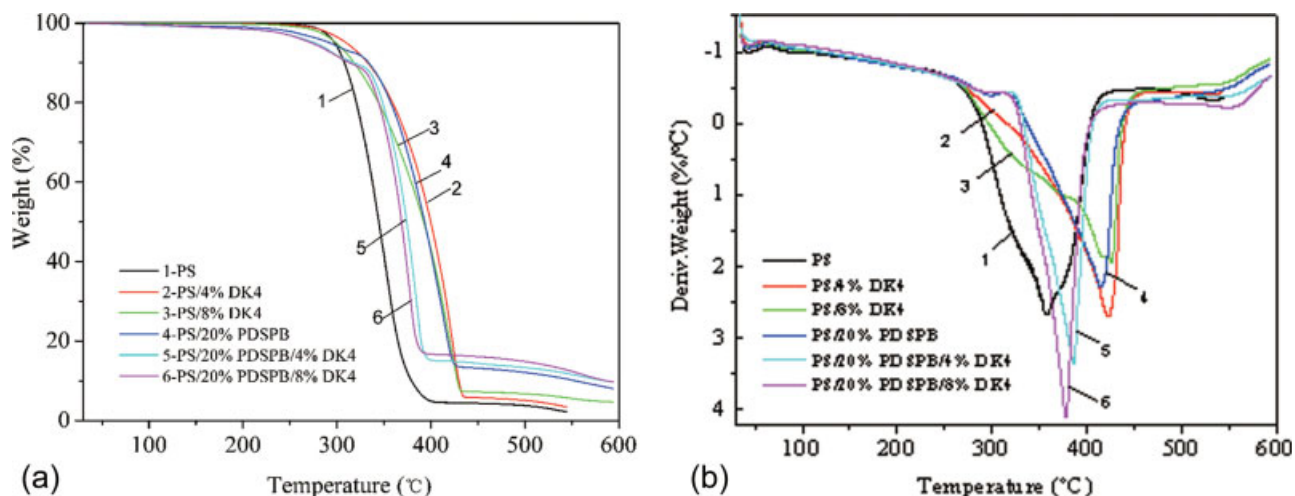 100
80
60
40
20
0
Weight (%)
1
3
4
2
5
6
1-PS
2-PS/4% DK4
3-PS/8% DK4
4-PS/20% PDSPB
5-PS/20% PDSPB/4% DK4
6-PS/20% PDSPB/8% DK4
100 200 300 400 500 600
Temperature (℃)
(a)
-1
0
1
2
3
4
Deriv.Weight (%/°C)
2
3
1
4
5
6
PS
PS/4% DK4
PS/8% DK4
PS/20% PDSPB
PS/20% PDSPB/4% DK4
PS/20% PDSPB/8% DK4
100 200 300 400 500 600
Temperature (°C)
(b)